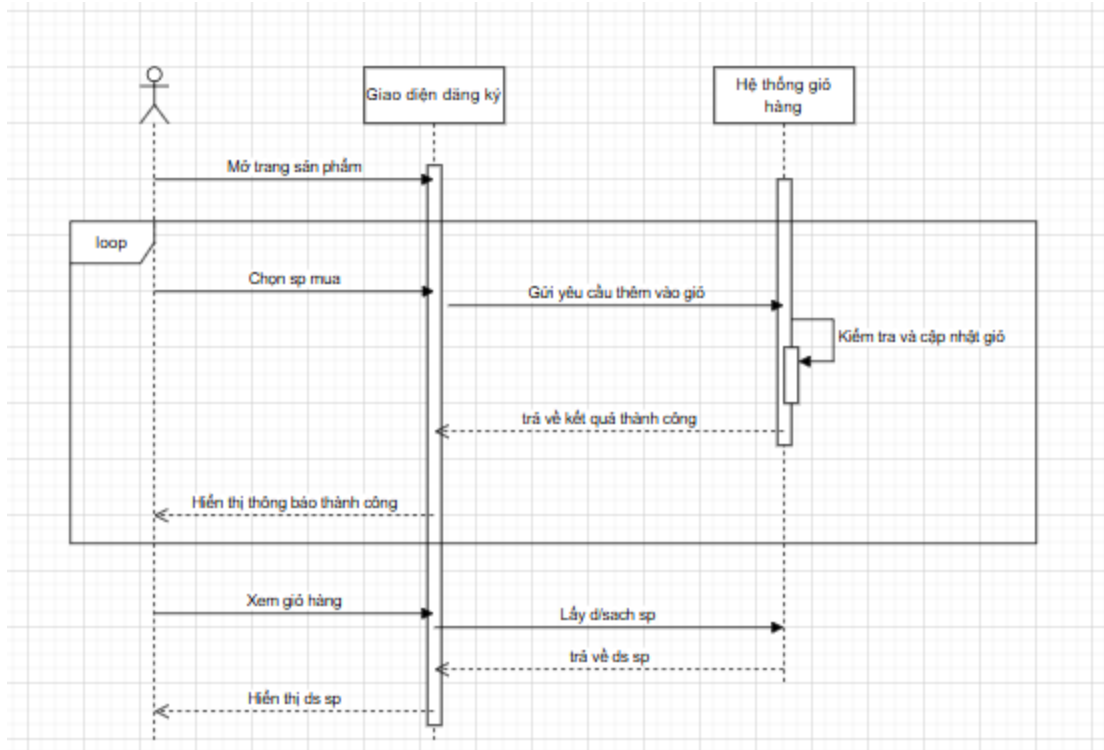 Giao diện đăng ký
Hệ thống giỏ
hàng
Mở trang sản phẩm
loop
Chọn sp mua
Gửi yêu cầu thêm vào giỏ
Kiểm tra và cập nhật giỏ
trả về kết quả thành công
Hiển thị thông báo thành công
Xem giỏ hàng
Lấy d/sach sp
trả về ds sp
Hiển thị ds sp